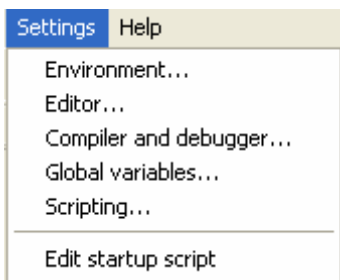 Settings Help
Environment...
Editor...
Compiler and debugger...
Global variables...
Scripting...
Edit startup script